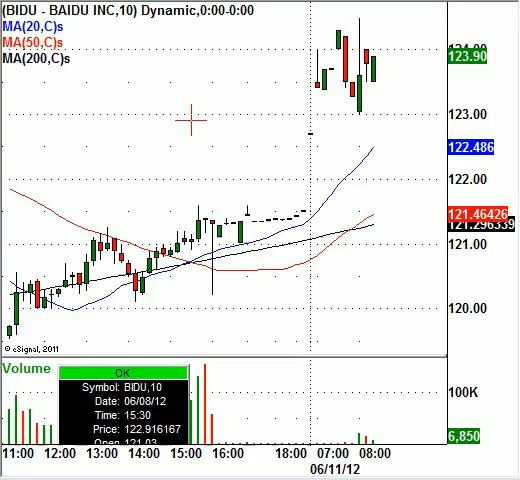 (BIDU - BAIDU INC,10) Dynamic,0:00-0:00
MA(20,C)s
MA(50,C)s
MA(200,C)s
123.90
123.00
122.486
122.00
121.46426
121.296339
121.00
120.00
© eSignal, 2011
Volume
OK
Symbol: BIDU,10
Date: 06/08/12
Time: 15:30
Price: 122.916167
Open 121.03
100K
6,850
11:00 12:00 13:00 14:00 15:00 16:00 18:00 07:00 08:00
06/11/12